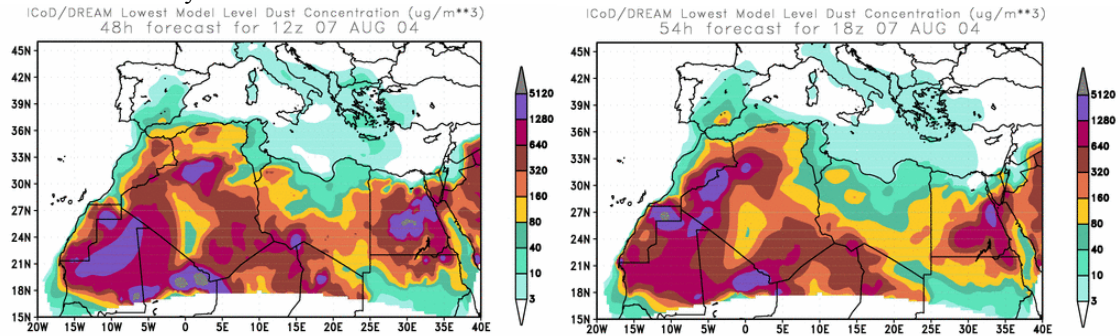 ICoD/DREAM Lowest Model Level Dust Concentration (ug/m**3)
48h forecast for 12z 07 AUG 04
45N
42N
39N
36N
33N
30N
27N
24N
21N
18N
15N
20W 15W 10W 5W 0 5E 10E 15E 20E 25E 30E 35E 40E
5120
1280
640
320
160
80
40
10
3
ICoD/DREAM Lowest Model Level Dust Concentration (ug/m**3)
54h forecast for 18z 07 AUG 04
45N
42N
39N
36N
33N
30N
27N
24N
21N
18N
15N
20W 15W 10W 5W 0 5E 10E 15E 20E 25E 30E 35E 40E
5120
1280
640
320
160
80
40
10
3